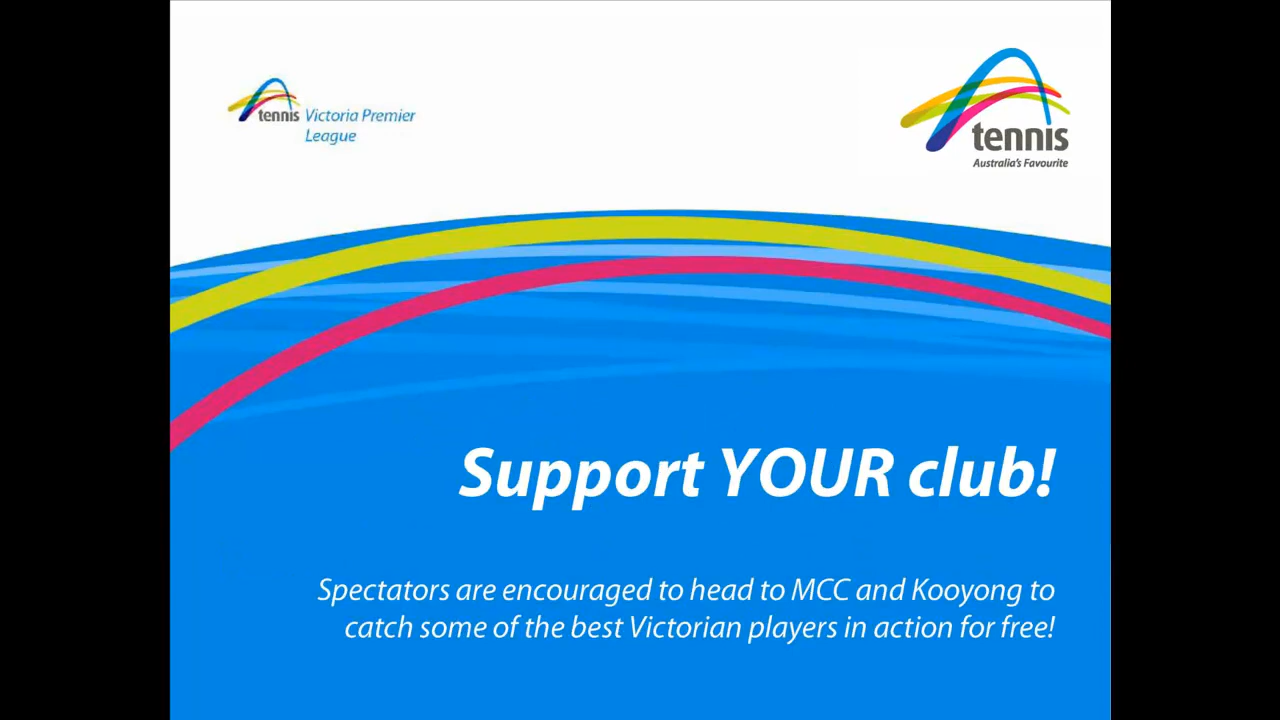 tennis Victoria Premier
League
tennis
Australia's Favourite
Support YOUR club!
Spectators are encouraged to head to MCC and Kooyong to
catch some of the best Victorian players in action for free!